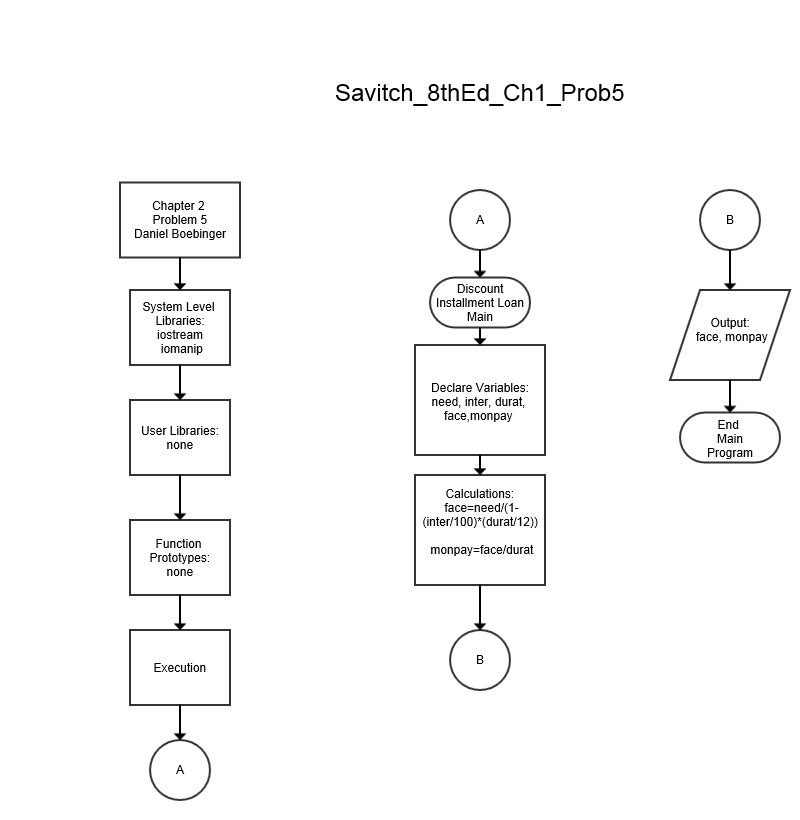 Savitch_8thEd_Ch1_Prob5
Chapter 2
Problem 5
Daniel Boebinger
System Level
Libraries:
iostream
iomanip
User Libraries:
none
Function
Prototypes:
none
Execution
A
A
Discount
Installment Loan
Main
Declare Variables:
need, inter, durat,
face,monpay
Calculations:
face=need/(1-
(inter/100)*(durat/12))
monpay=face/durat
B
B
Output:
face, monpay
End
Main
Program